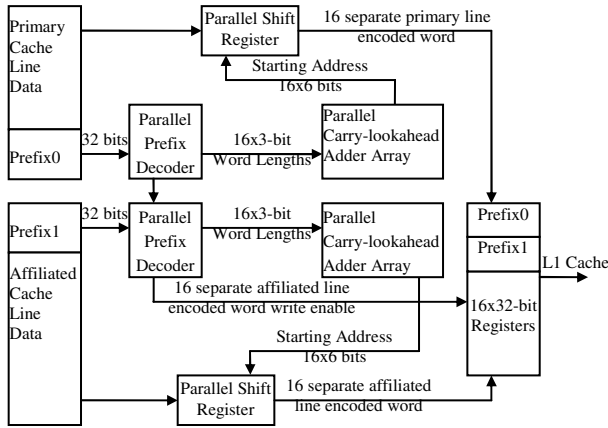 Primary
Cache
Line
Data
Prefix0
Parallel Shift
Register
16 separate primary line
encoded word
Starting Address
16x6 bits
32 bits
Parallel
Prefix
Decoder
16x3-bit
Word Lengths
Parallel
Carry-lookahead
Adder Array
Prefix1
Affiliated
Cache
Line
Data
32 bits
Parallel
Prefix
Decoder
16x3-bit
Word Lengths
Parallel
Carry-lookahead
Adder Array
16 separate affiliated line
encoded word write enable
Starting Address
16x6 bits
Parallel Shift
Register
16 separate affiliated
line encoded word
Prefix0
Prefix1
16x32-bit
Registers
L1 Cache